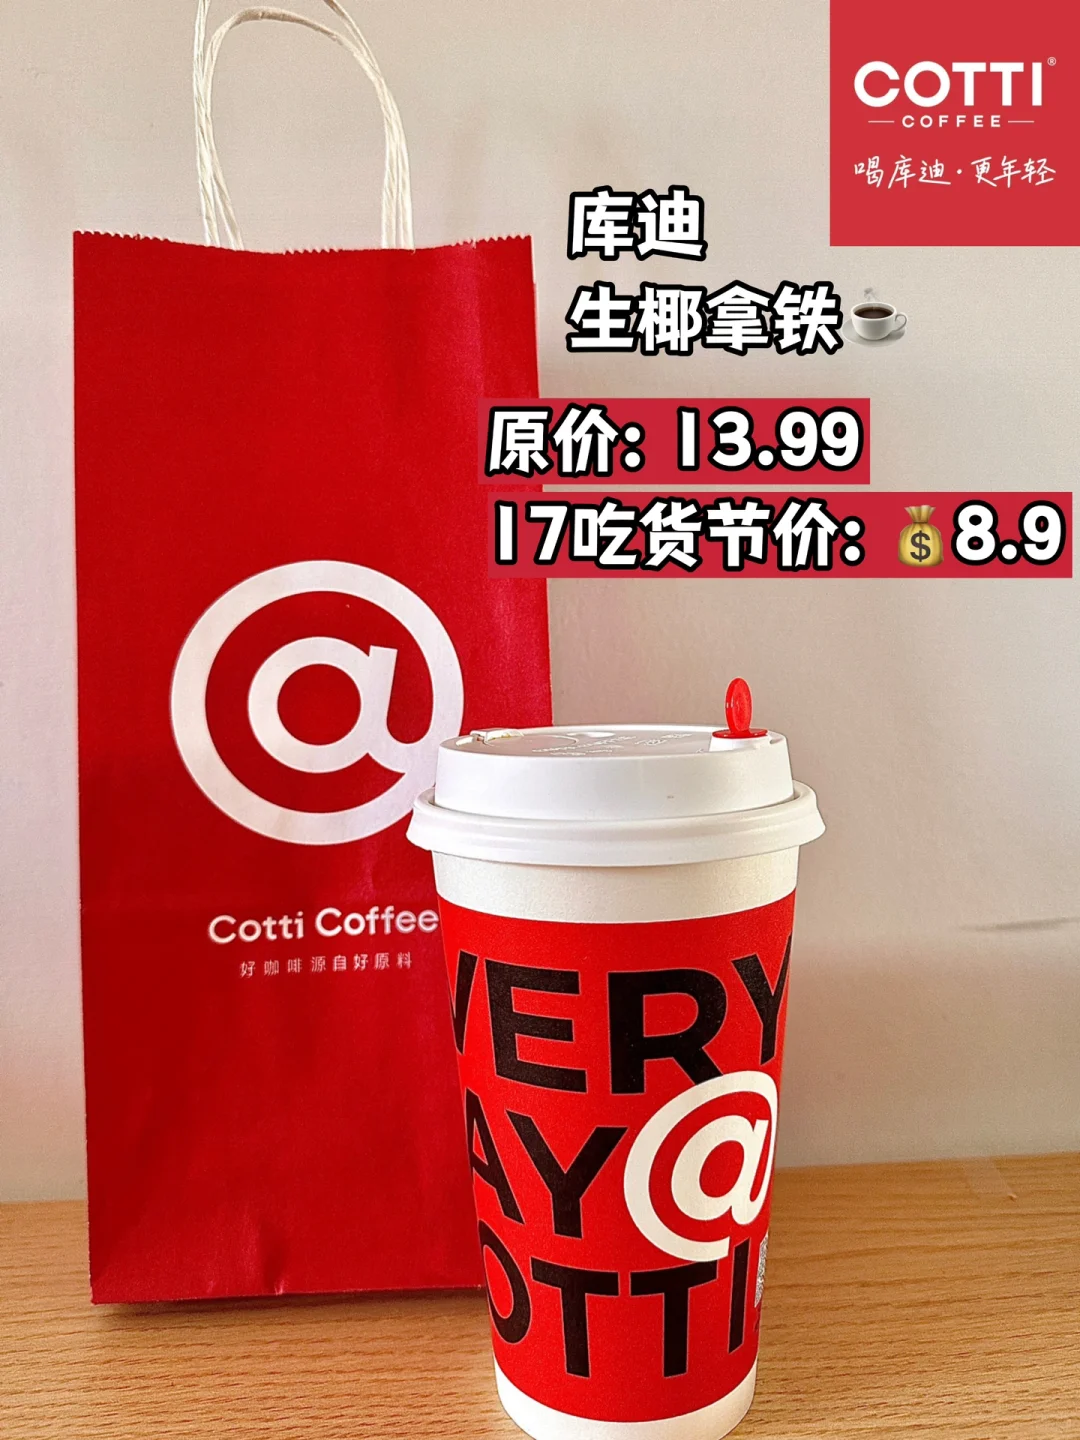 COTTI®
COFFEE
喝库迪·更年轻
库迪
生椰拿铁
原价: 13.99
17吃货节价: 8.9
@
Cotti Coffee
好咖啡源自好原料
VERY
AY@
OTTI